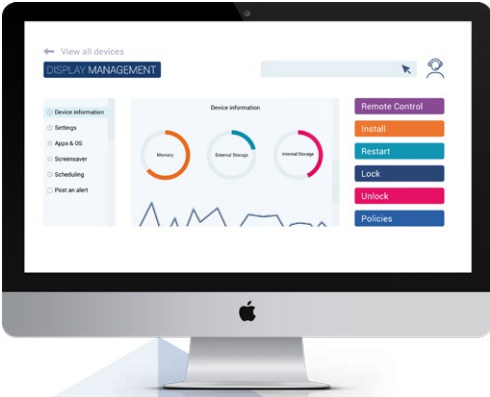 View all devices
DISPLAY MANAGEMENT
Device information
Settings
Apps & OS
Screensaver
Scheduling
Post an alert
Device information
Memory
External Storage
Internal Storage
Remote Control
Install
Restart
Lock
Unlock
Policies